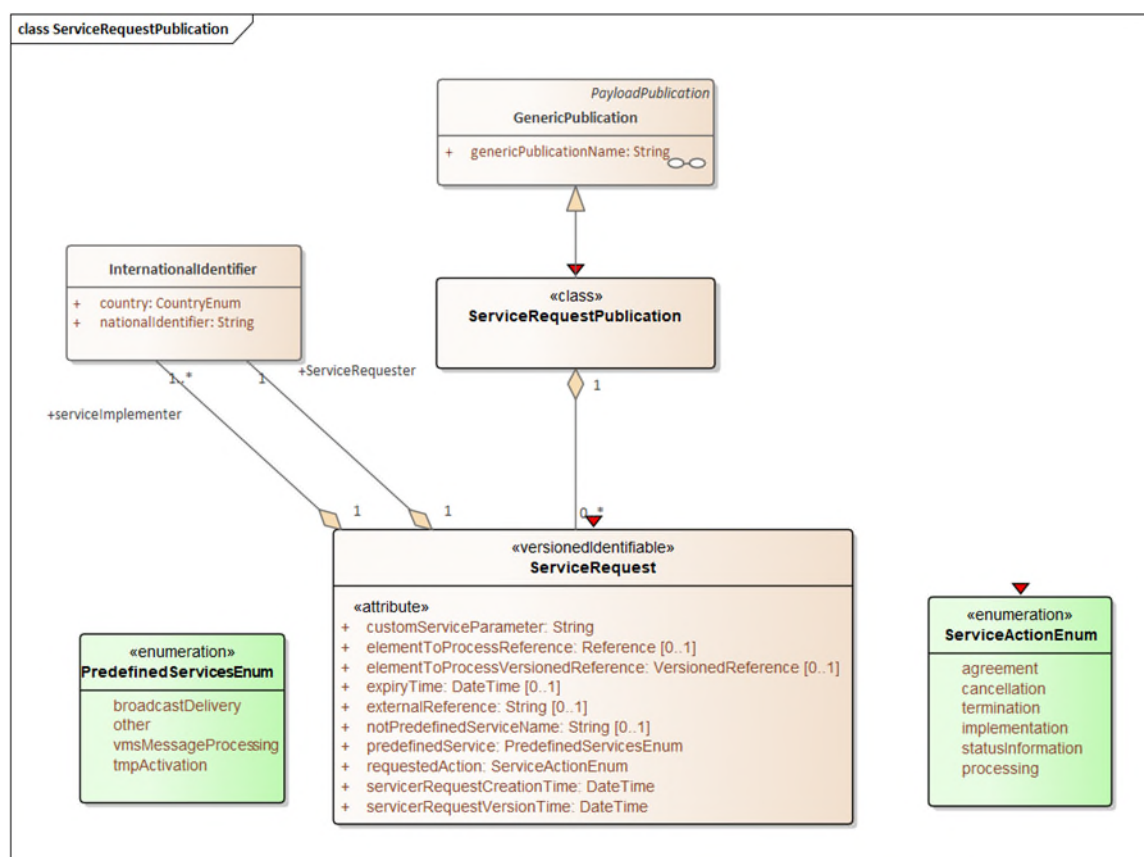 class ServiceRequestPublication
PayloadPublication
GenericPublication
+ genericPublicationName: String
InternationalIdentifier
+ country: CountryEnum
+ nationalIdentifier: String
«class»
ServiceRequestPublication
1..*
1
+ServiceRequester
1
+serviceImplementer
1
1
0..*
«versionedIdentifiable»
ServiceRequest
«attribute»
+ customServiceParameter: String
+ elementToProcessReference: Reference [0..1]
+ elementToProcessVersionedReference: VersionedReference [0..1]
+ expiryTime: DateTime [0..1]
+ externalReference: String [0..1]
+ notPredefinedServiceName: String [0..1]
+ predefinedService: PredefinedServicesEnum
+ requestedAction: ServiceActionEnum
+ servicerRequestCreationTime: DateTime
+ servicerRequestVersionTime: DateTime
«enumeration»
PredefinedServicesEnum
broadcastDelivery
other
vmsMessageProcessing
tmpActivation
«enumeration»
ServiceActionEnum
agreement
cancellation
termination
implementation
statusInformation
processing